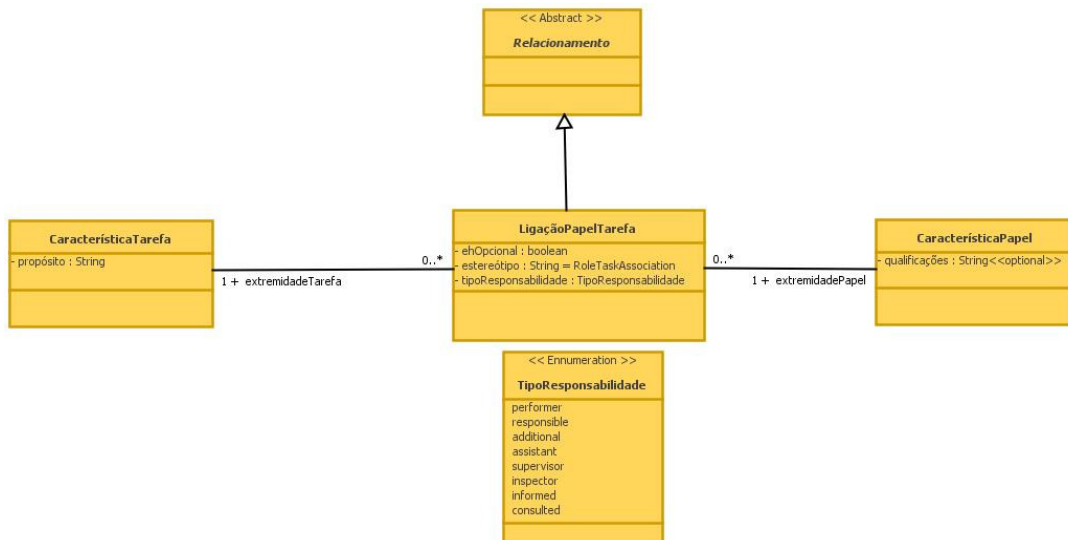 << Abstract >>
Relacionamento
CaracterísticaTarefa
- propósito : String
0..*
1 + extremidadeTarefa
LigaçãoPapelTarefa
- ehOpcional : boolean
- estereótipo : String = RoleTaskAssociation
- tipoResponsabilidade : TipoResponsabilidade
0..*
1 + extremidadePapel
CaracterísticaPapel
- qualificações : String<<optional>>
<< Ennumeration >>
TipoResponsabilidade
performer
responsible
additional
assistant
supervisor
inspector
informed
consulted